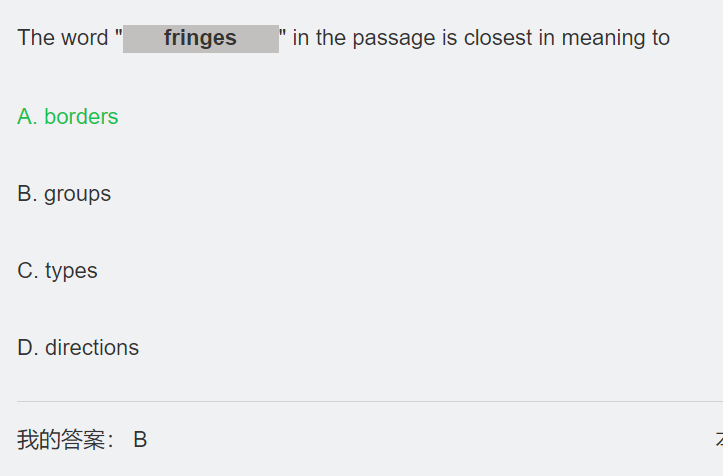 The word "fringes" in the passage is closest in meaning to
A. borders
B. groups
C. types
D. directions
我的答案： B